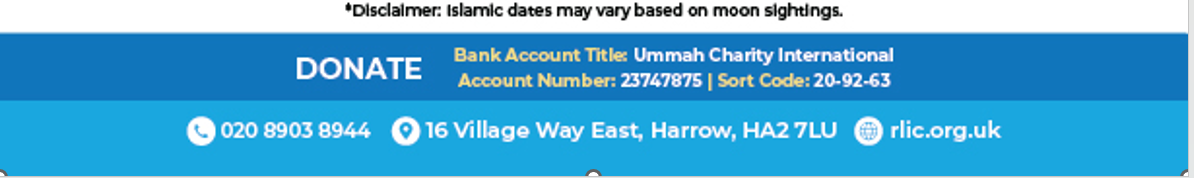 *Disclaimer: Islamic dates may vary based on moon sightings.
DONATE
Bank Account Title: Ummah Charity International
Account Number: 23747875 | Sort Code: 20-92-63
020 8903 8944 16 Village Way East, Harrow, HA2 7LU rlic.org.uk